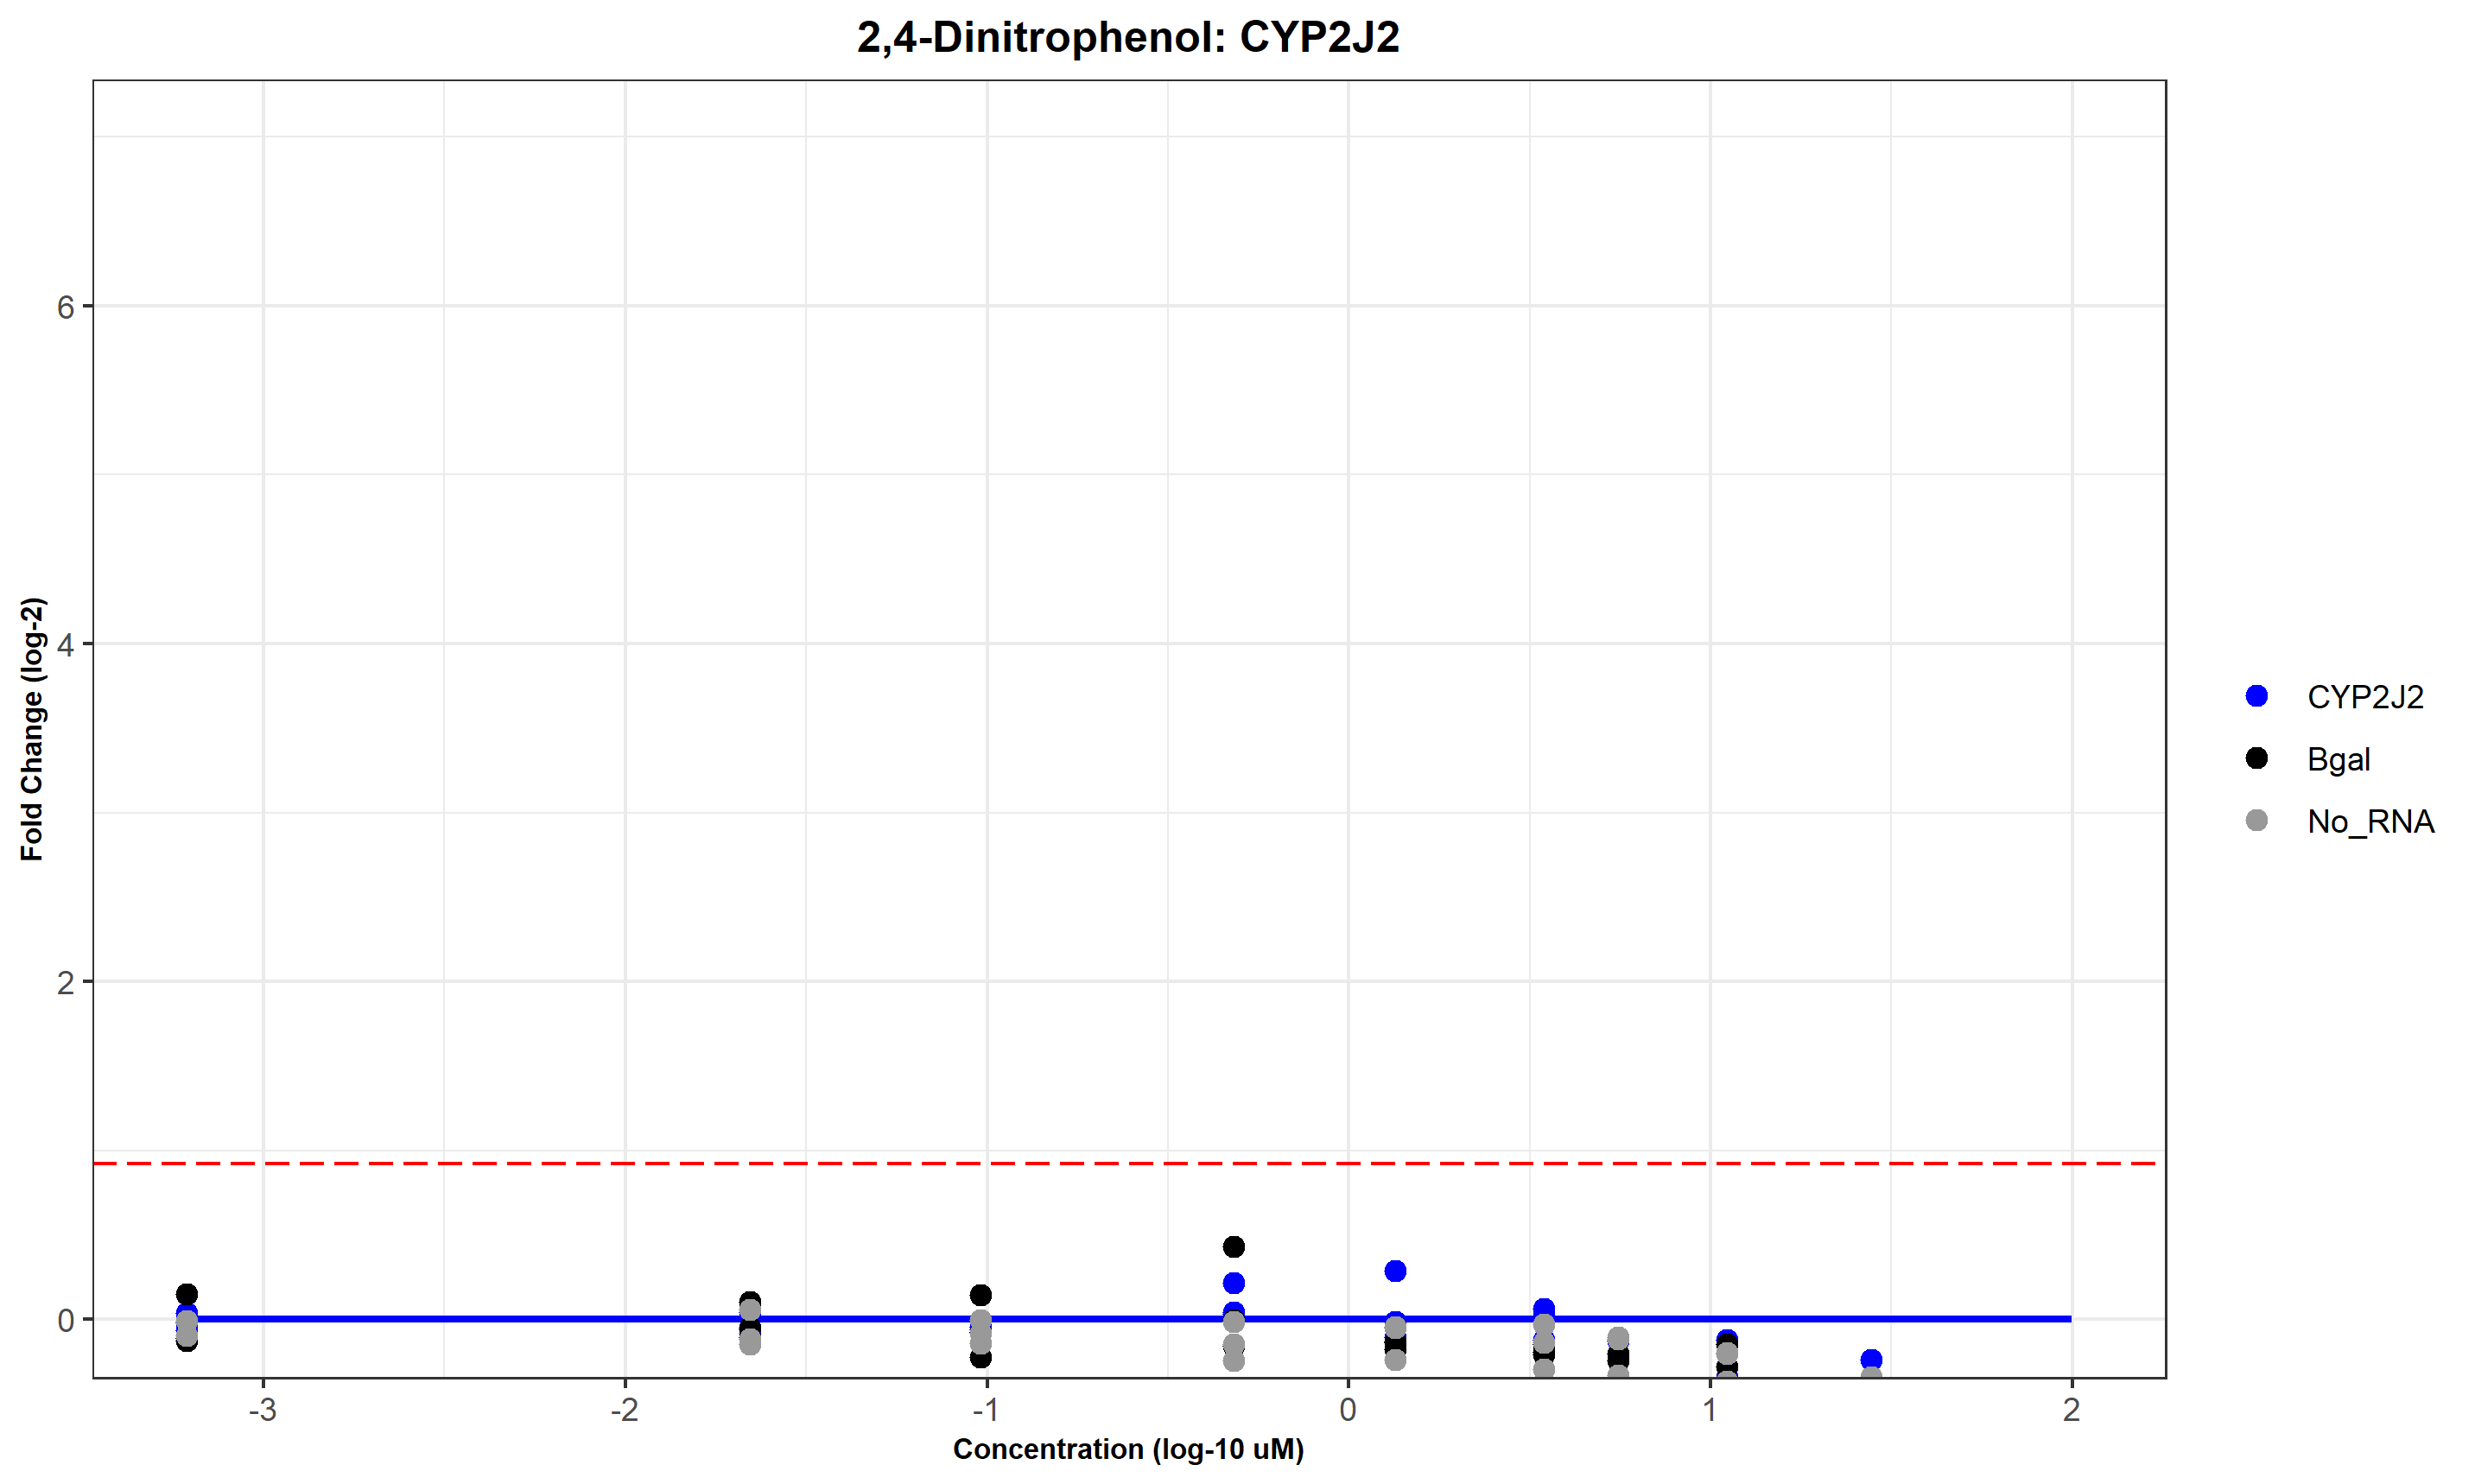 2,4-Dinitrophenol: CYP2J2
Fold Change (log-2)
6
4
2
0
-3
-2
-1
0
1
2
Concentration (log-10 uM)
CYP2J2
Bgal
No_RNA